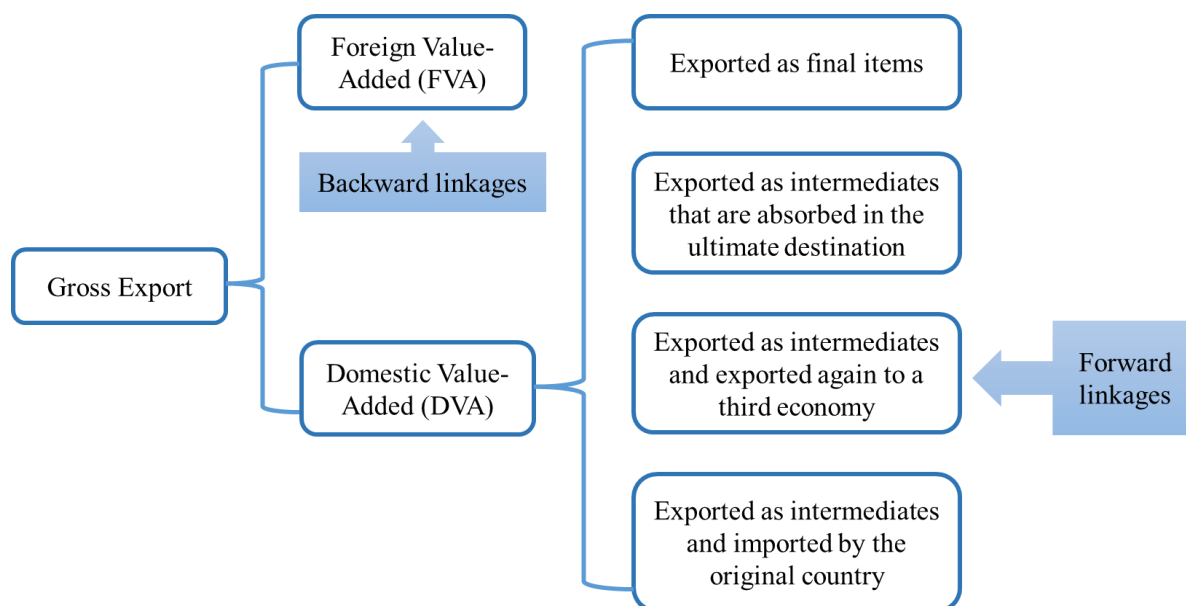 Foreign Value-
Added (FVA)
Backward linkages
Gross Export
Domestic Value-
Added (DVA)
Exported as final items
Exported as intermediates
that are absorbed in the
ultimate destination
Exported as intermediates
and exported again to a
third economy
Forward
linkages
Exported as intermediates
and imported by the
original country